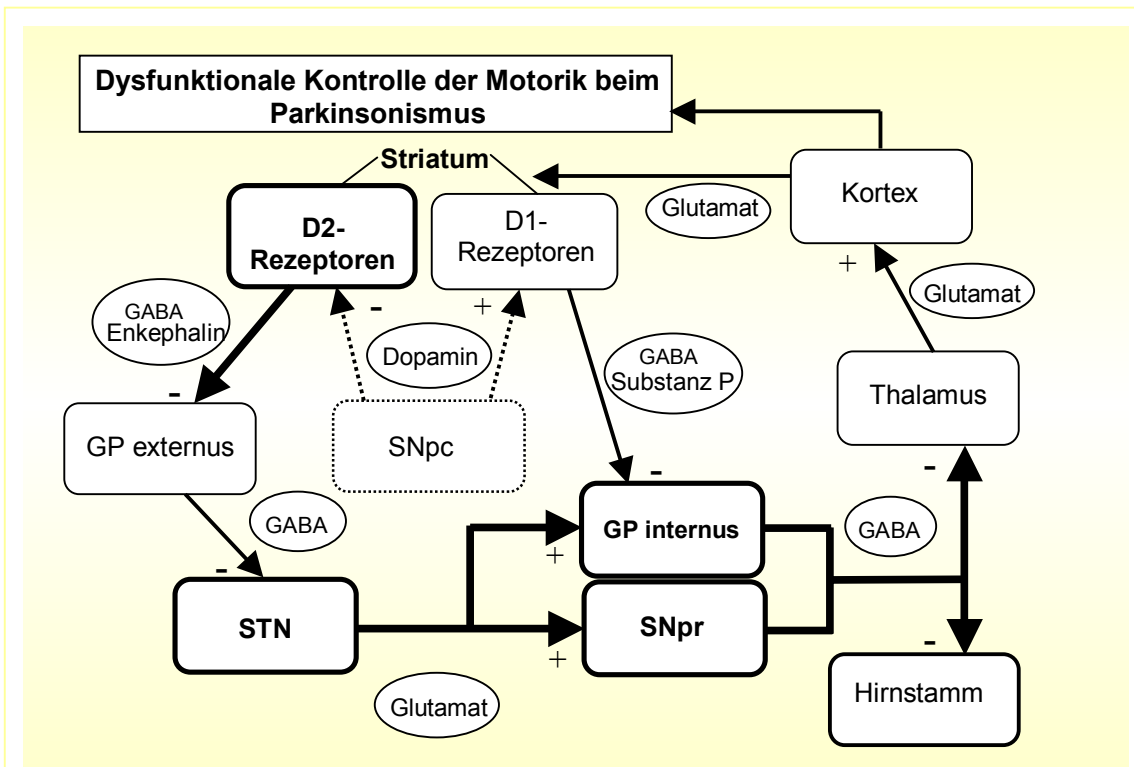 Dysfunktionale Kontrolle der Motorik beim
Parkinsonismus
Striatum
D2-
Rezeptoren
D1-
Rezeptoren
Glutamat
Kortex
+
Glutamat
GABA
Enkephalin
-
+
Dopamin
GABA
Substanz P
Thalamus
-
GP externus
SNpc
-
-
GABA
GP internus
GABA
+
-
STN
SNpr
+
-
Glutamat
Hirnstamm